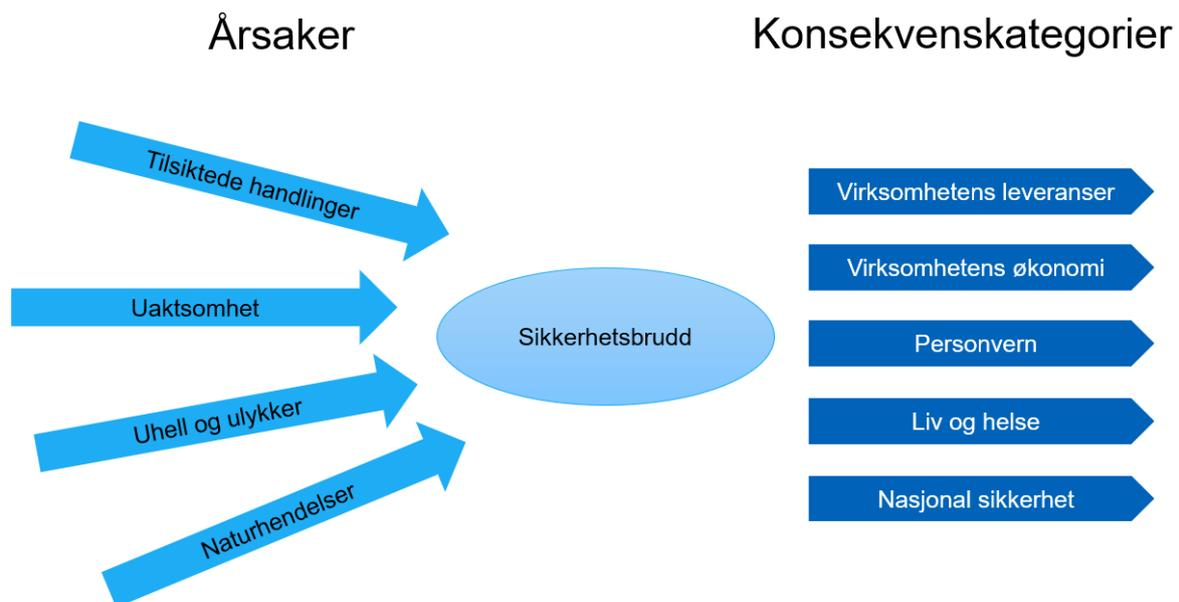 Årsaker
Konsekvenskategorier
Tilsiktede handlinger
Uaktsomhet
Uhell og ulykker
Naturhendelser
Sikkerhetsbrudd
Virksomhetens leveranser
Virksomhetens økonomi
Personvern
Liv og helse
Nasjonal sikkerhet